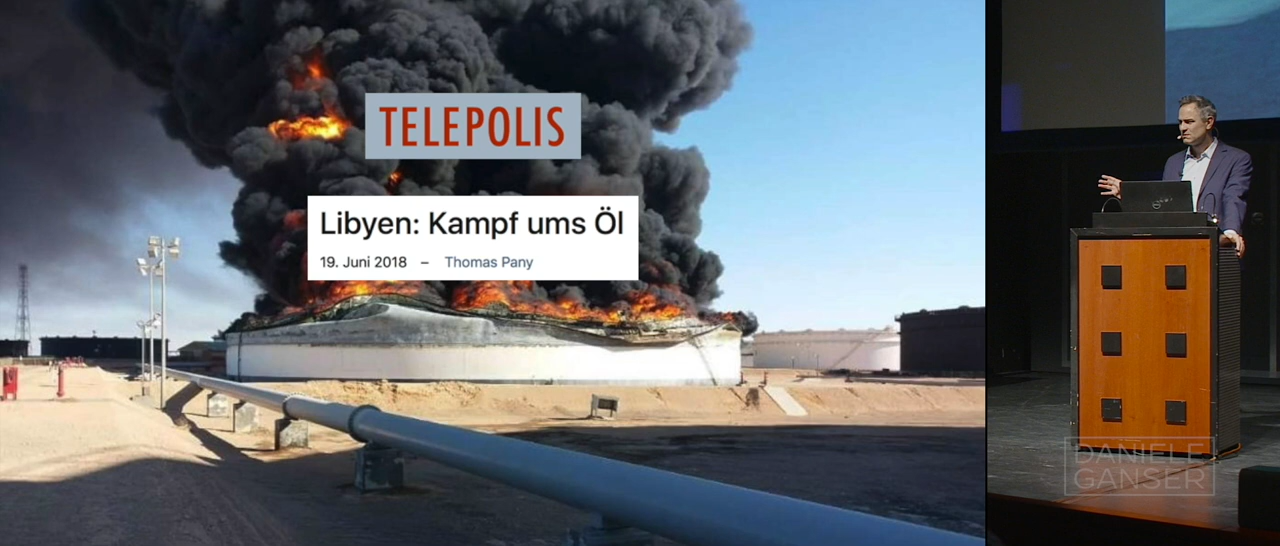 TELEPOLIS
Libyen: Kampf ums Öl
19. Juni 2018 – Thomas Pany
DANIELE
GANSER